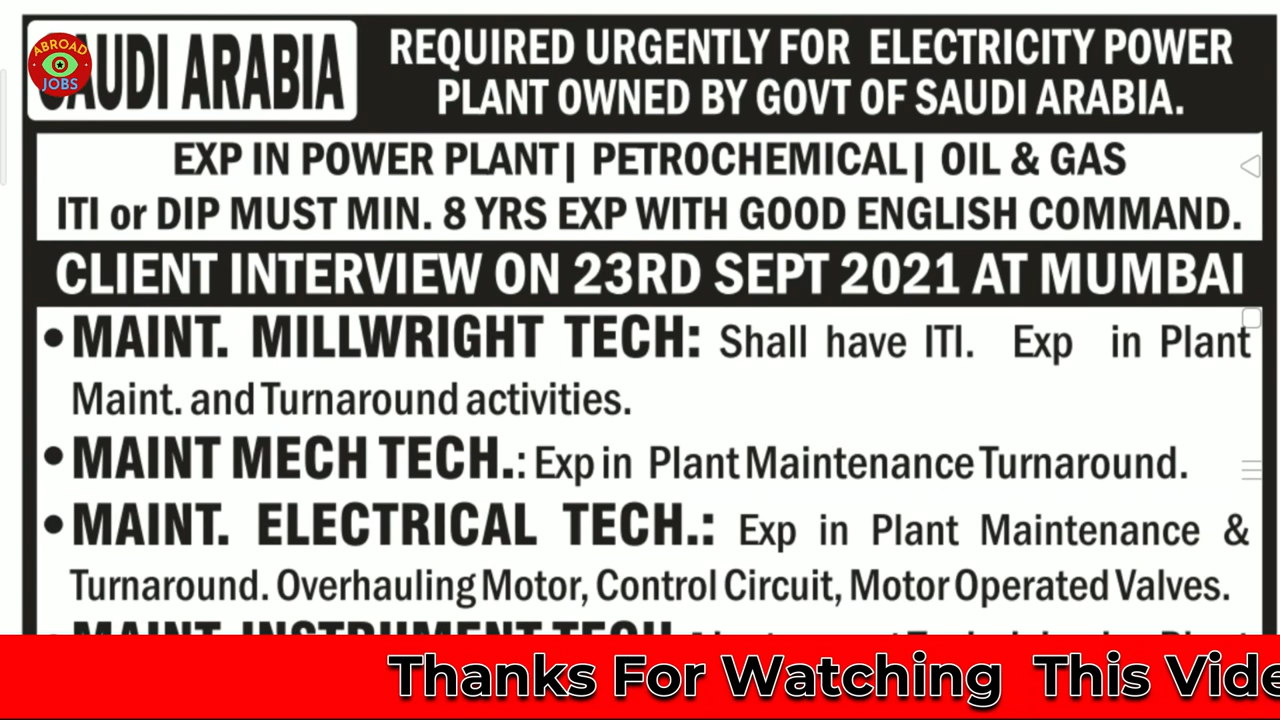 ABROAD
JOBS
SAUDI ARABIA
REQUIRED URGENTLY FOR ELECTRICITY POWER
PLANT OWNED BY GOVT OF SAUDI ARABIA.
EXP IN POWER PLANT| PETROCHEMICAL| OIL & GAS
ITI or DIP MUST MIN. 8 YRS EXP WITH GOOD ENGLISH COMMAND.
CLIENT INTERVIEW ON 23RD SEPT 2021 AT MUMBAI
• MAINT. MILLWRIGHT TECH: Shall have ITI. Exp in Plant
Maint. and Turnaround activities.
• MAINT MECH TECH.: Exp in Plant Maintenance Turnaround.
• MAINT. ELECTRICAL TECH.: Exp in Plant Maintenance &
Turnaround. Overhauling Motor, Control Circuit, Motor Operated Valves.
MAINT. INSTRUMENT TECH
Thanks For Watching This Vide